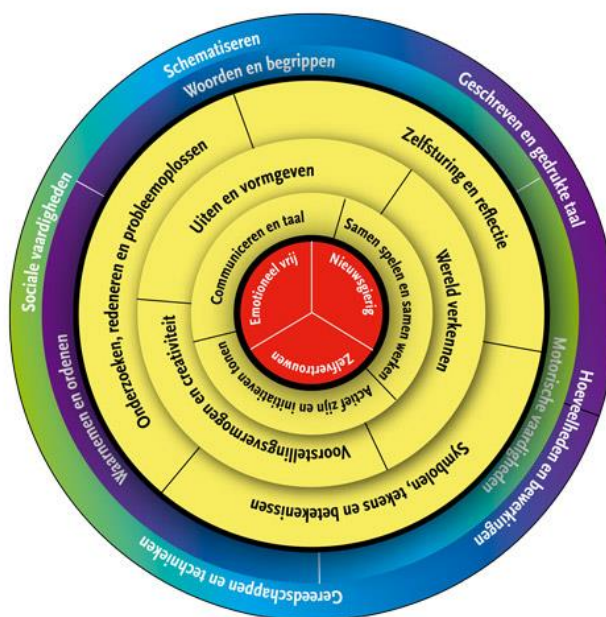 Schematiseren
Woorden en begrippen
Geschreven en gedrukte taal
Sociale vaardigheden
Waarnemen en ordenen
Motorische vaardigheden
Hoeveelheden en bewerkingen
Gereedschappen en technieken
Onderzoeken, redeneren en probleemoplossen
Zelfsturing en reflectie
Symbolen, tekens en betekenissen
Uiten en vormgeven
Wereld verkennen
Voorstellingsvermogen en creativiteit
Communiceren en taal
Samen spelen en samen werken
Actief zijn en initiatieven tonen
Emotioneel vrij
Nieuwsgierig
Zelfvertrouwen